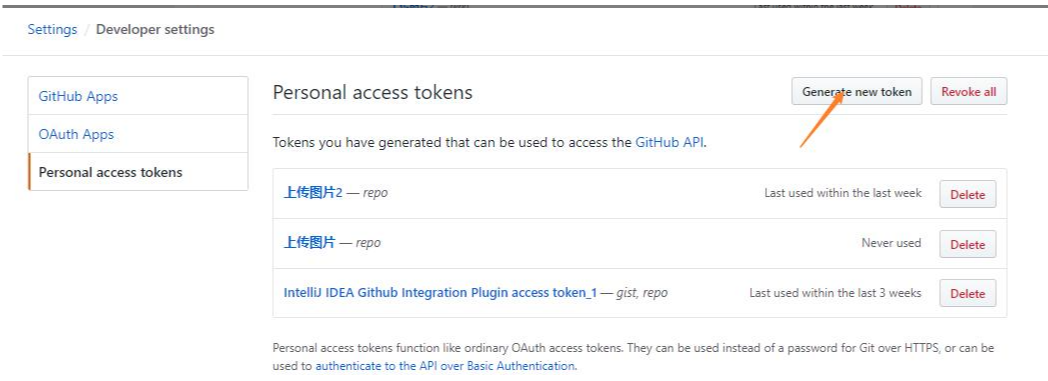 Settings / Developer settings
GitHub Apps
OAuth Apps
Personal access tokens
Personal access tokens
Generate new token
Revoke all
Tokens you have generated that can be used to access the GitHub API.
上传图片2 — repo
Last used within the last week
Delete
上传图片 — repo
Never used
Delete
IntelliJ IDEA Github Integration Plugin access token_1 — gist, repo
Last used within the last 3 weeks
Delete
Personal access tokens function like ordinary OAuth access tokens. They can be used instead of a password for Git over HTTPS, or can be
used to authenticate to the API over Basic Authentication.